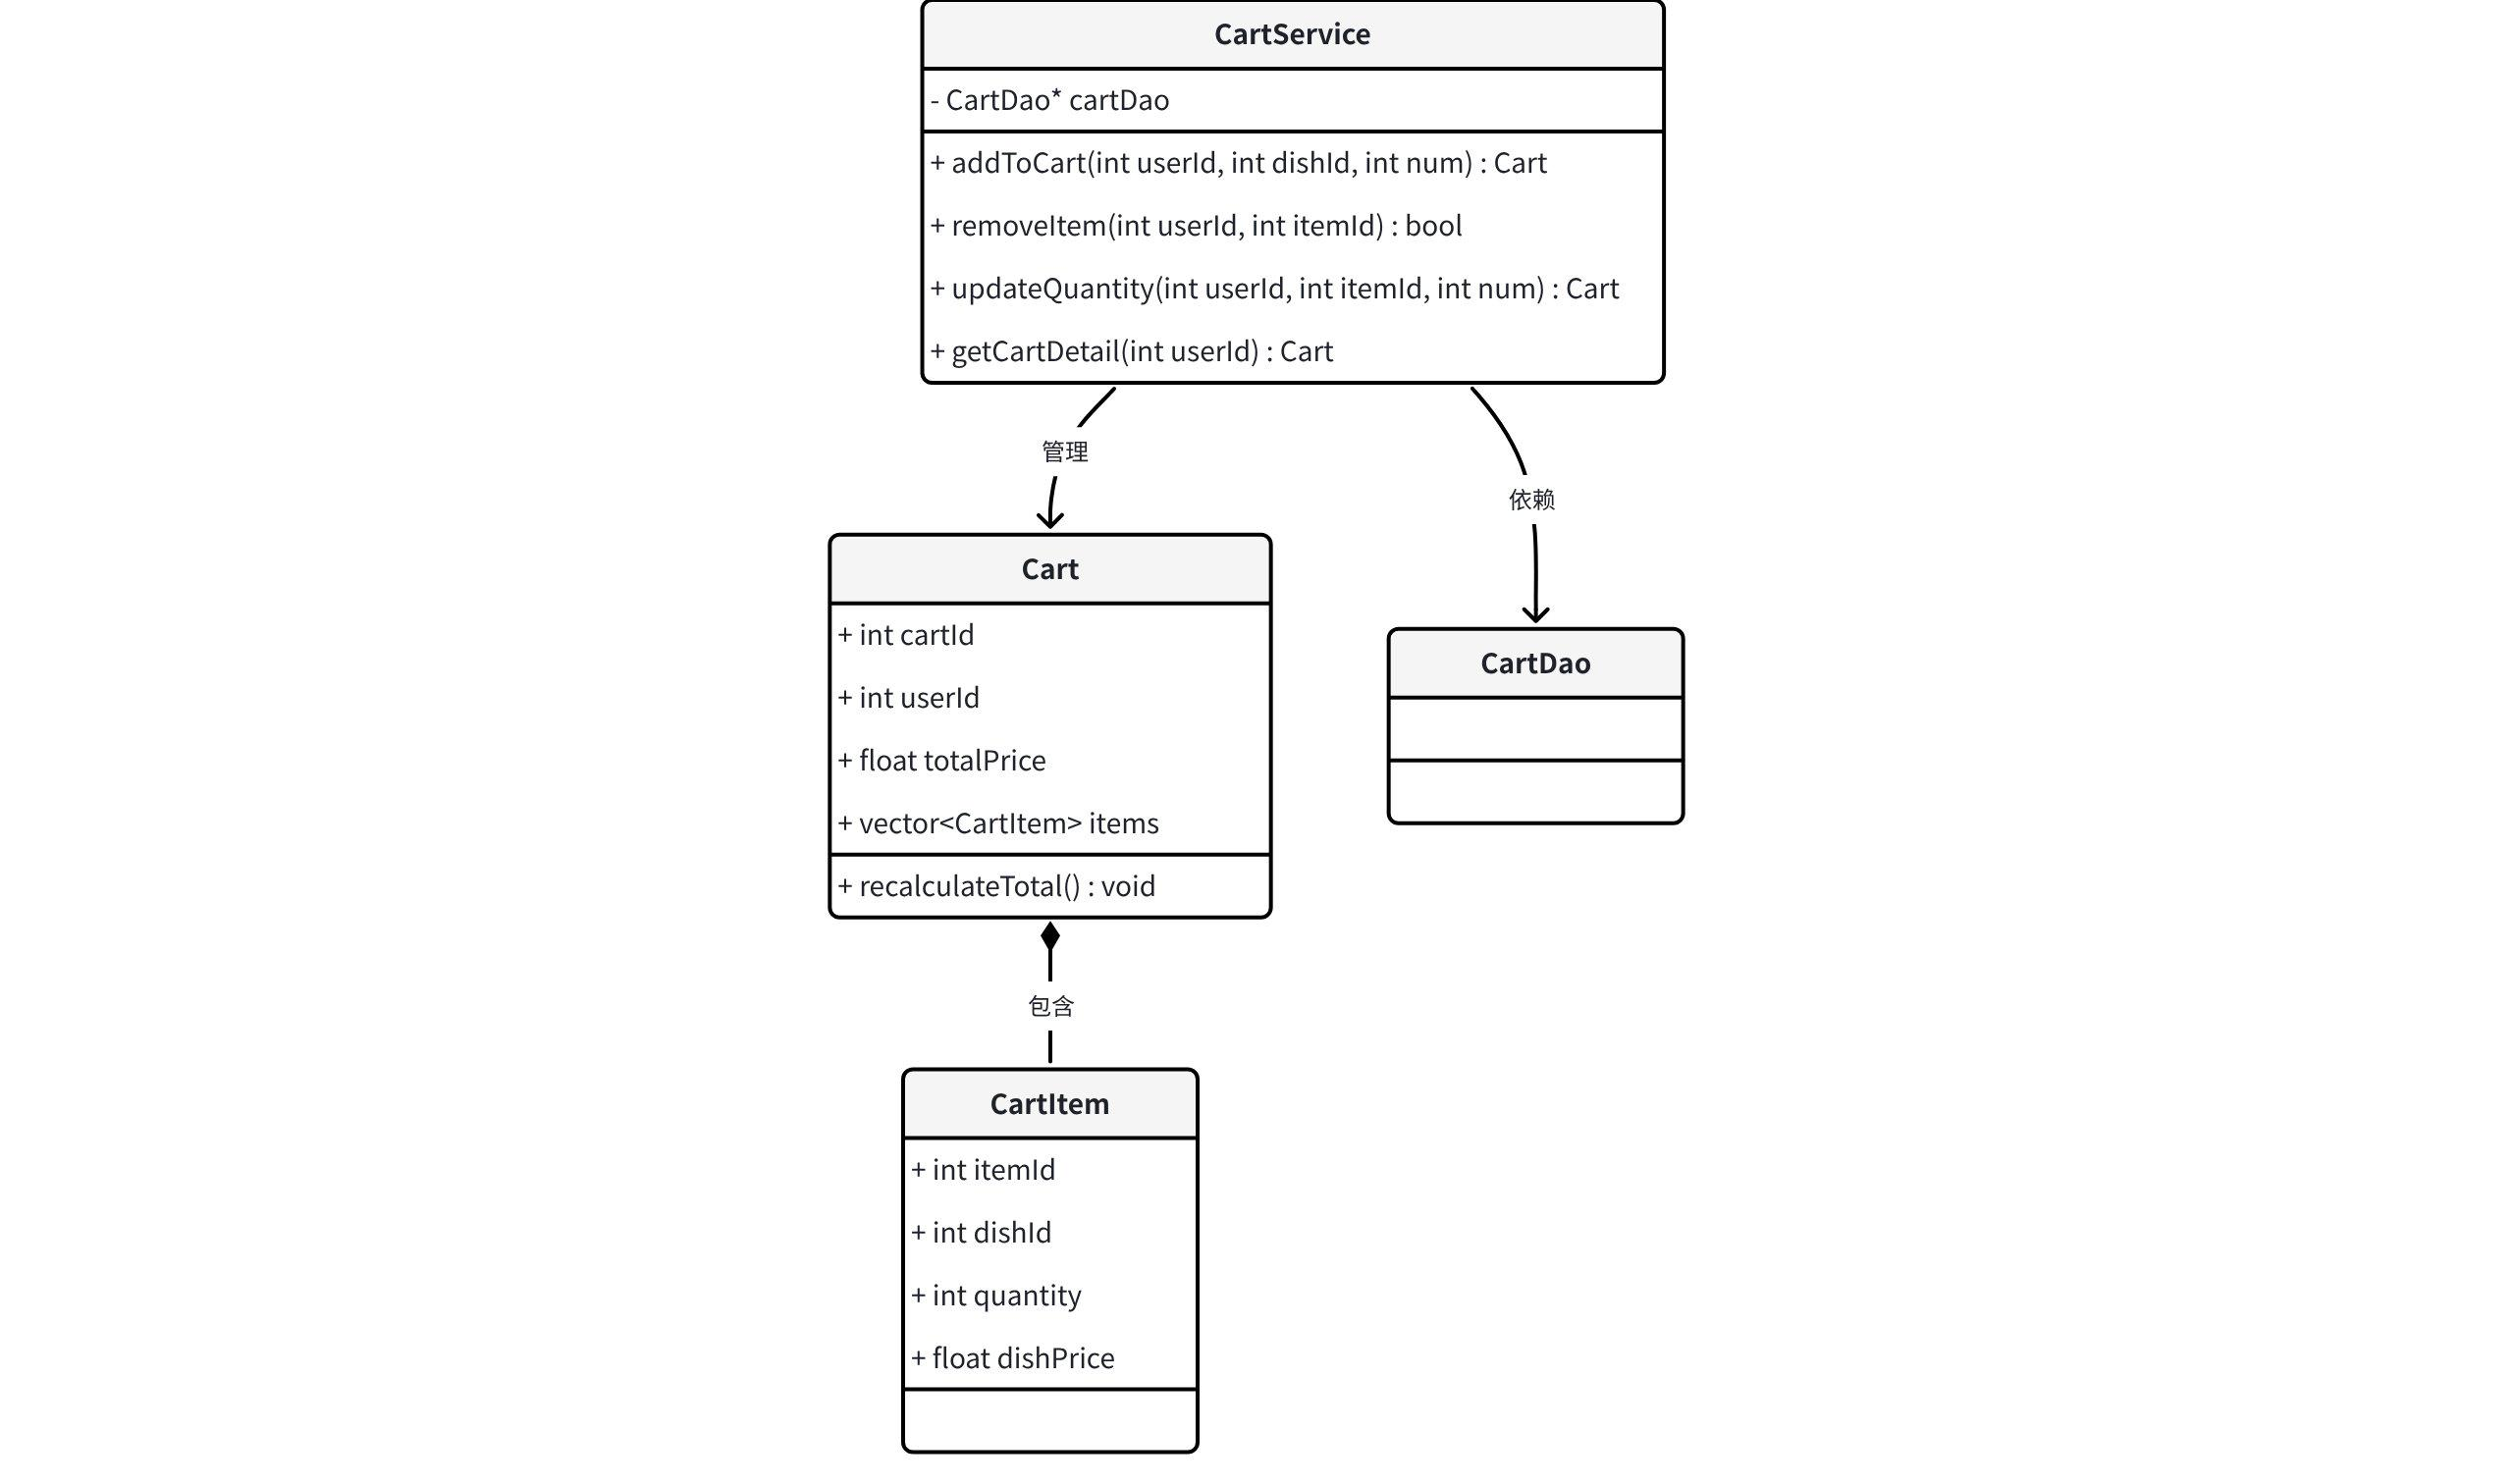 CartService
- CartDao* cartDao
+ addToCart(int userId, int dishId, int num) : Cart
+ removeItem(int userId, int itemId) : bool
+ updateQuantity(int userId, int itemId, int num) : Cart
+ getCartDetail(int userId) : Cart
管理
依赖
Cart
+ int cartId
+ int userId
+ float totalPrice
+ vector<CartItem> items
+ recalculateTotal() : void
CartDao
包含
CartItem
+ int itemId
+ int dishId
+ int quantity
+ float dishPrice